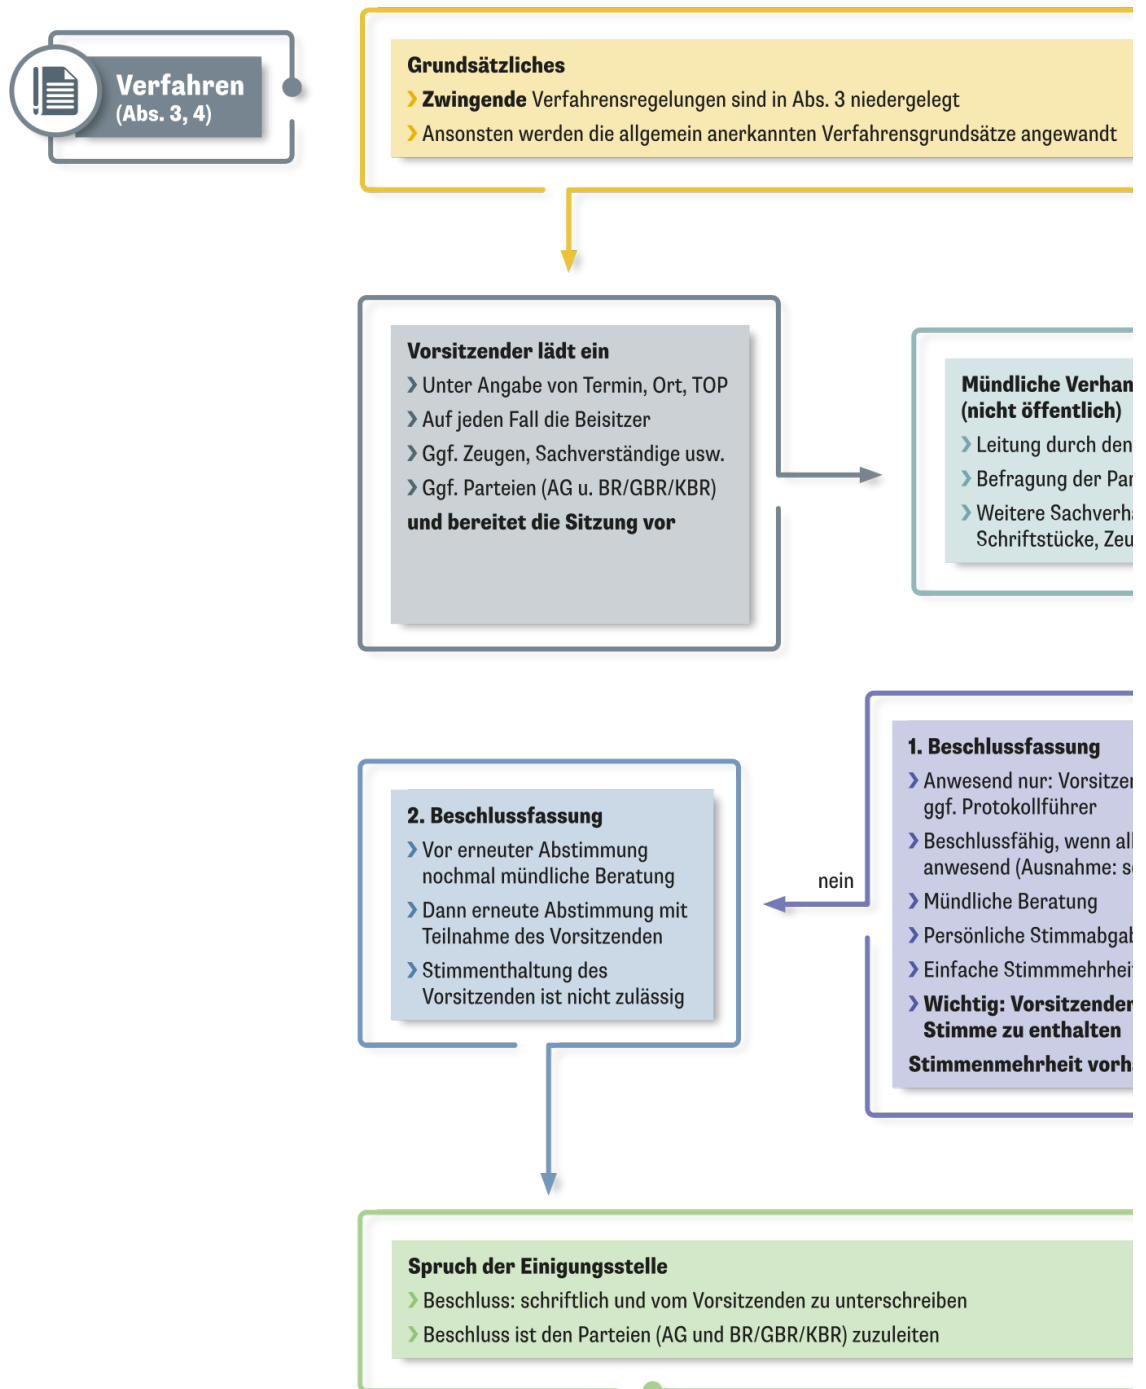 Verfahren
(Abs. 3, 4)
Grundsätzliches
Zwingende Verfahrensregelungen sind in Abs. 3 niedergelegt
Ansonsten werden die allgemein anerkannten Verfahrensgrundsätze angewandt
Vorsitzender lädt ein
Unter Angabe von Termin, Ort, TOP
Auf jeden Fall die Beisitzer
Ggf. Zeugen, Sachverständige usw.
Ggf. Parteien (AG u. BR/GBR/KBR)
und bereitet die Sitzung vor
Mündliche
(nicht öffentlich)
Leitung durch den
Befragung der
Weitere
Schriftstücke,
1. Beschlussfassung
Anwesend nur:
ggf. Protokollführer
Beschlussfähig, wenn
anwesend (Ausnahme:
Mündliche Beratung
Persönliche
Einfache
Wichtig: Vorsitzender
Stimme zu enthalten
Stimmenmehrheit
nein
2. Beschlussfassung
Vor erneuter Abstimmung
nochmal mündliche Beratung
Dann erneute Abstimmung mit
Teilnahme des Vorsitzenden
Stimmenthaltung des
Vorsitzenden ist nicht zulässig
Spruch der Einigungsstelle
Beschluss: schriftlich und vom Vorsitzenden zu unterschreiben
Beschluss ist den Parteien (AG und BR/GBR/KBR) zuzuleiten